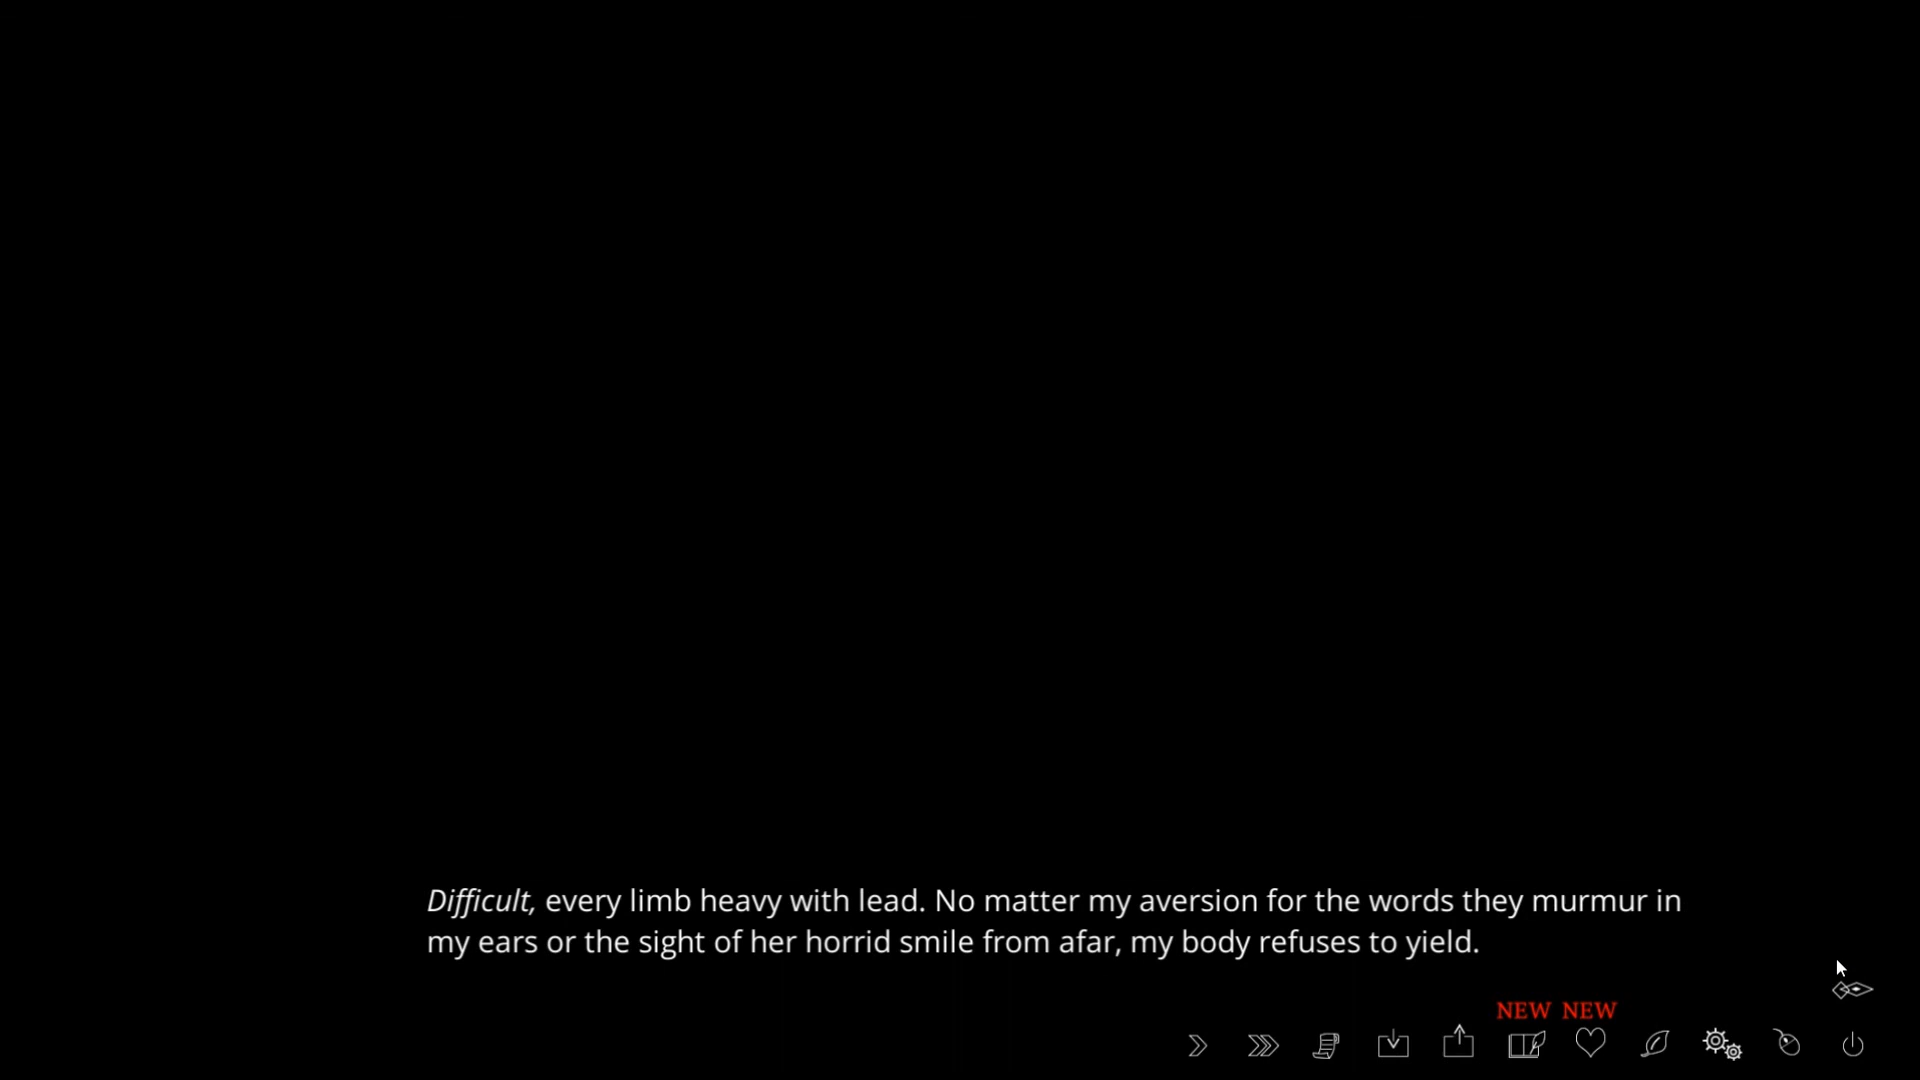 Difficult, every limb heavy with lead. No matter my aversion for the words they murmur in
my ears or the sight of her horrid smile from afar, my body refuses to yield.
NEW NEW